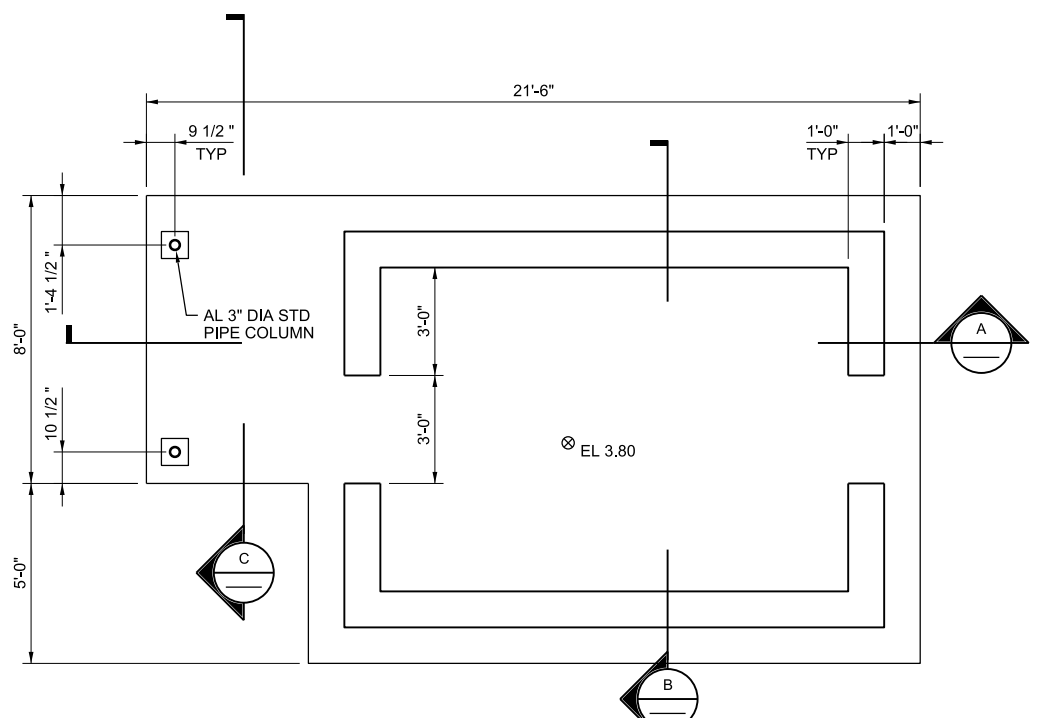 21'-6"
9 1/2 "
TYP
1'-0"
TYP
1'-0"
1'-4 1/2 "
8'-0"
AL 3" DIA STD
PIPE COLUMN
3'-0"
A
10 1/2 "
3'-0"
EL 3.80
5'-0"
C
B